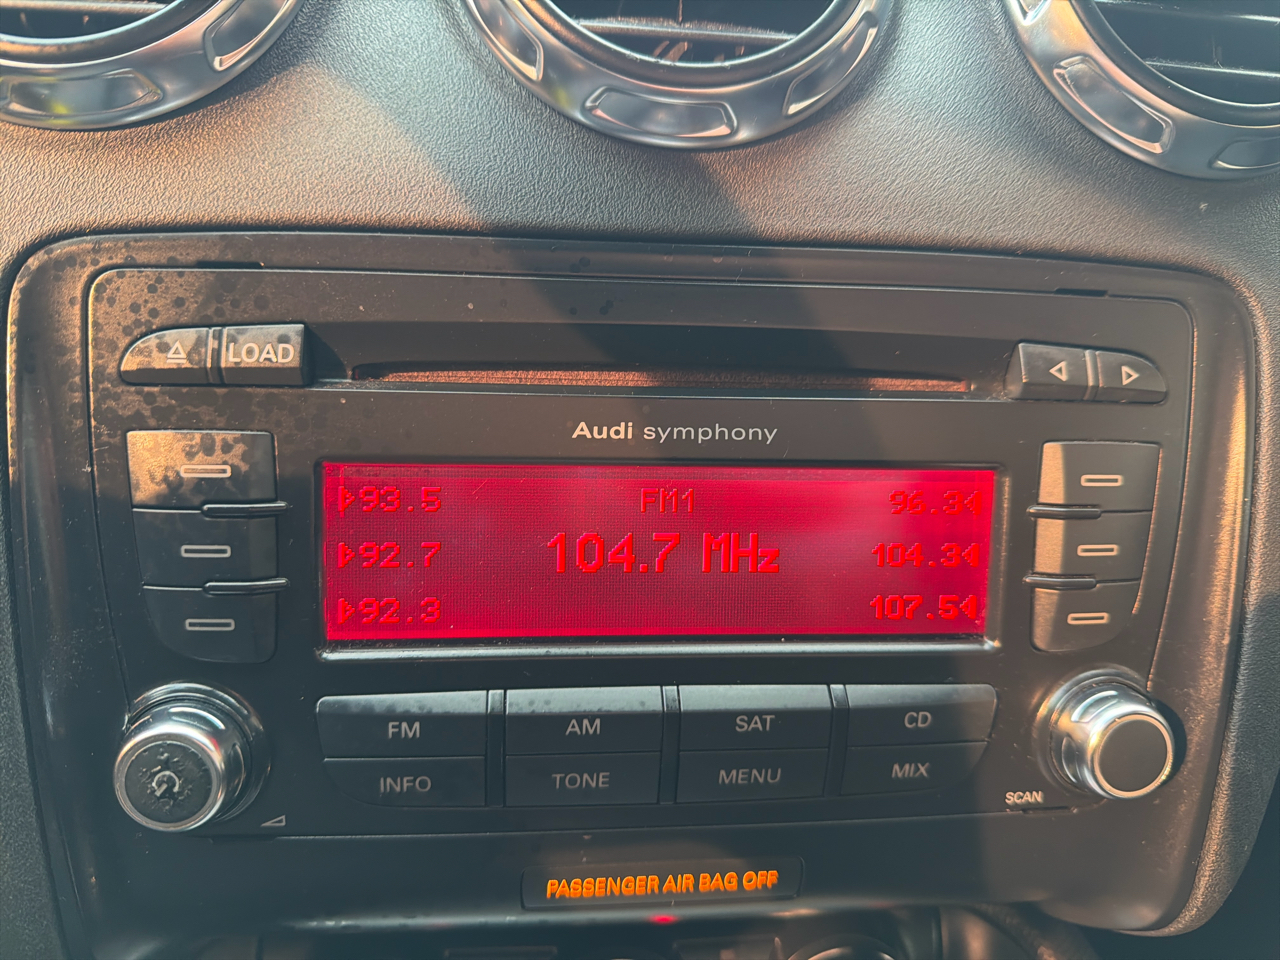 LOAD
Audi symphony
93.5 FM1 96.3
92.7 104.7 MHz 104.3
92.3 107.5
FM AM SAT CD
INFO TONE MENU MIX
SCAN
PASSENGER AIR BAG OFF